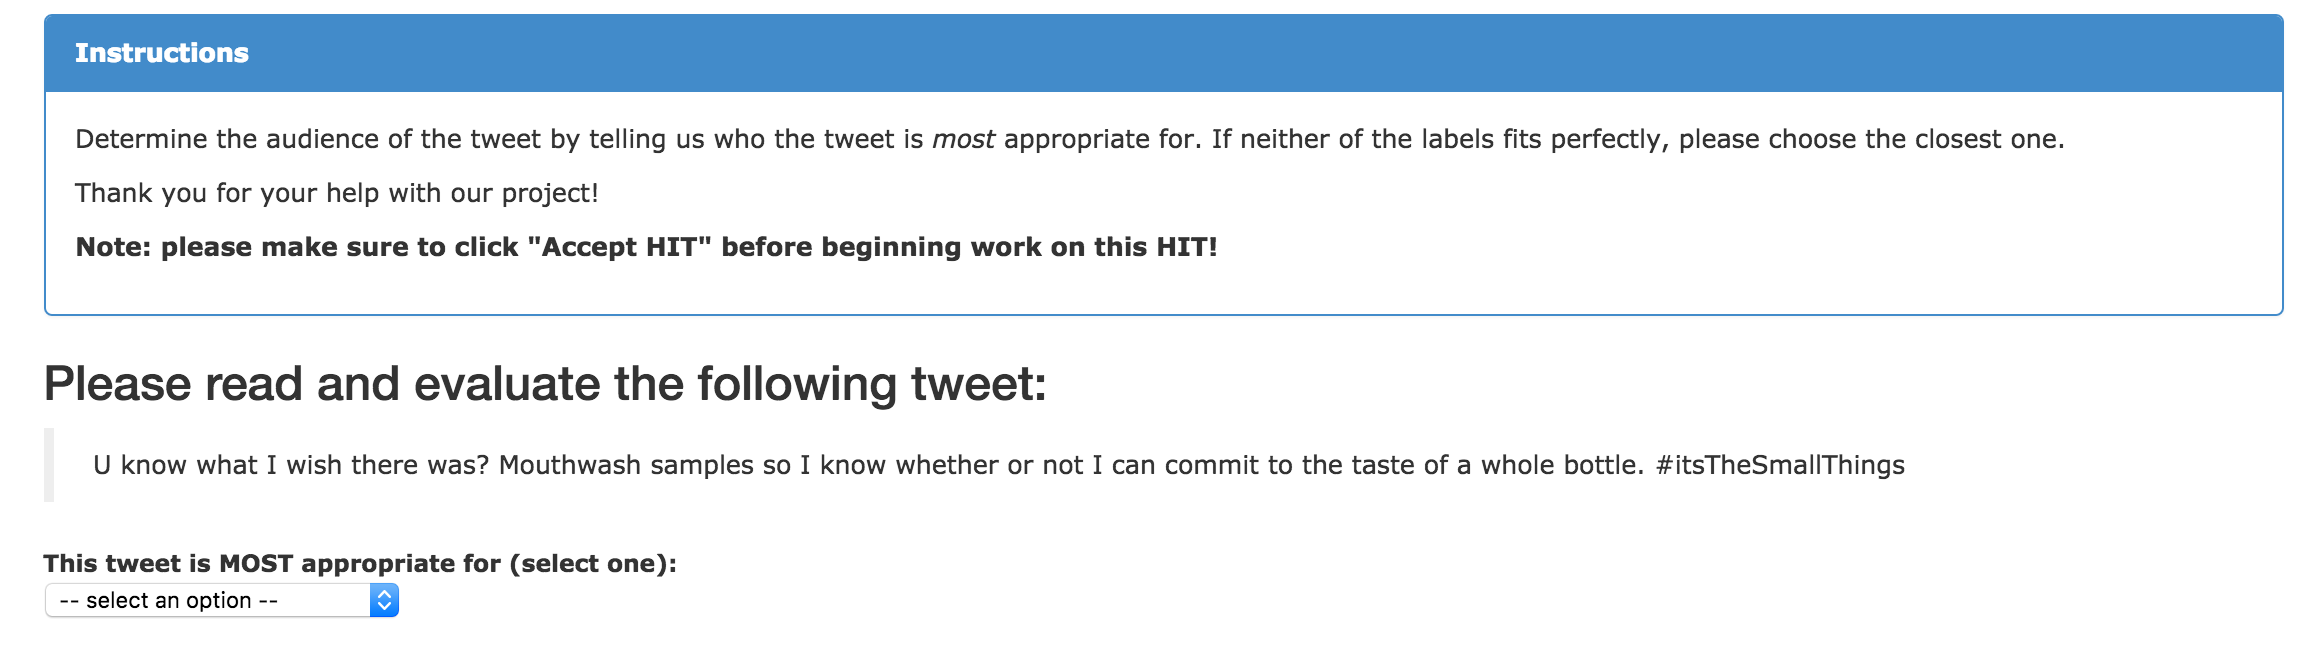 Instructions
Determine the audience of the tweet by telling us who the tweet is most appropriate for. If neither of the labels fits perfectly, please choose the closest one.
Thank you for your help with our project!
Note: please make sure to click "Accept HIT" before beginning work on this HIT!
Please read and evaluate the following tweet:
U know what I wish there was? Mouthwash samples so I know whether or not I can commit to the taste of a whole bottle. #itsTheSmallThings
This tweet is MOST appropriate for (select one):
-- select an option --